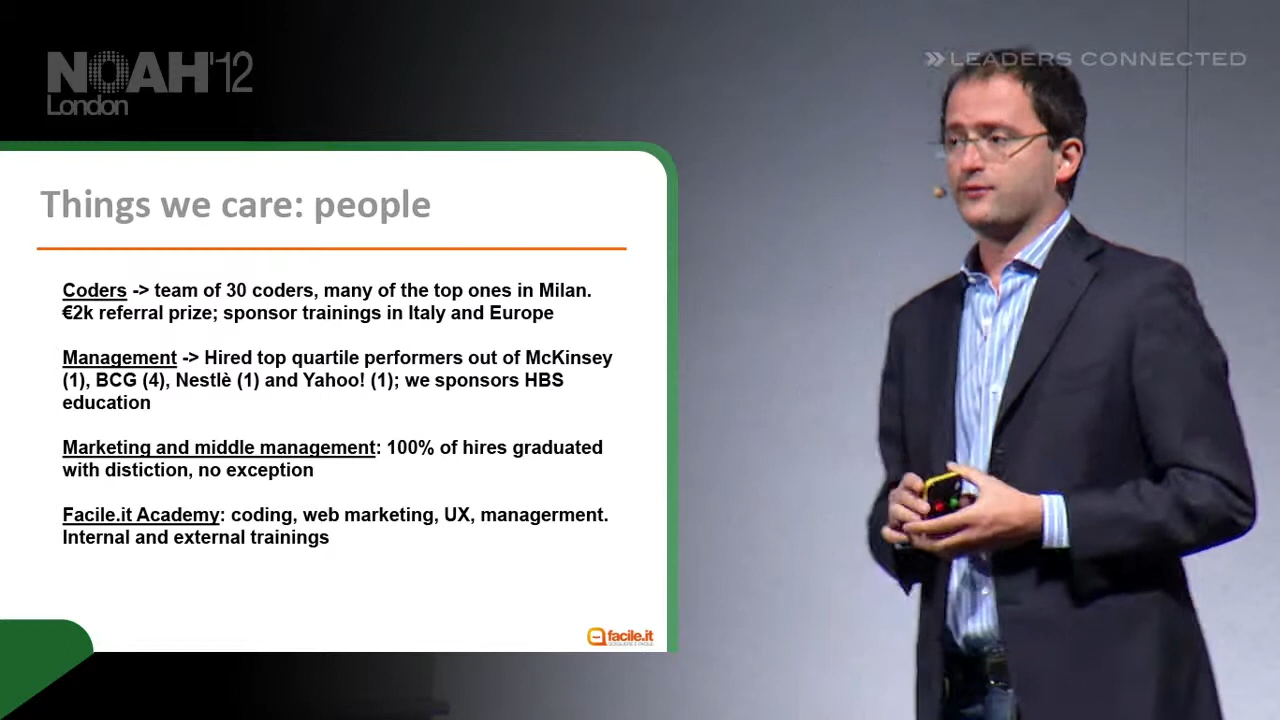 NOAH'12
London
LEADERS CONNECTED
Things we care: people
Coders -> team of 30 coders, many of the top ones in Milan.
€2k referral prize; sponsor trainings in Italy and Europe
Management -> Hired top quartile performers out of McKinsey
(1), BCG (4), Nestlè (1) and Yahoo! (1); we sponsors HBS
education
Marketing and middle management: 100% of hires graduated
with distiction, no exception
Facile.it Academy: coding, web marketing, UX, managerment.
Internal and external trainings
facile.it